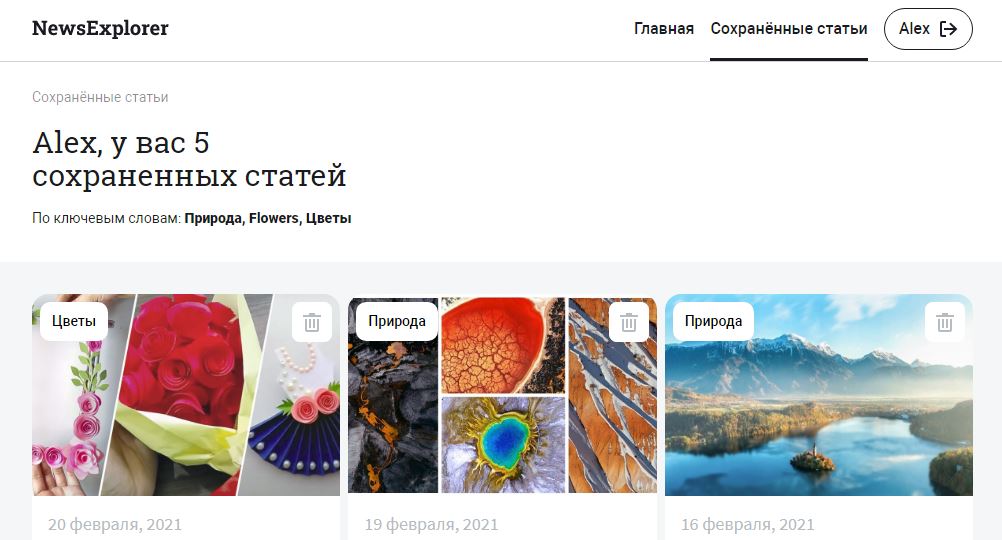 NewsExplorer
Главная
Сохранённые статьи
Alex
Сохранённые статьи
Alex, у вас 5
сохраненных статей
По ключевым словам: Природа, Flowers, Цветы
Цветы
Природа
Природа
20 февраля, 2021
19 февраля, 2021
16 февраля, 2021